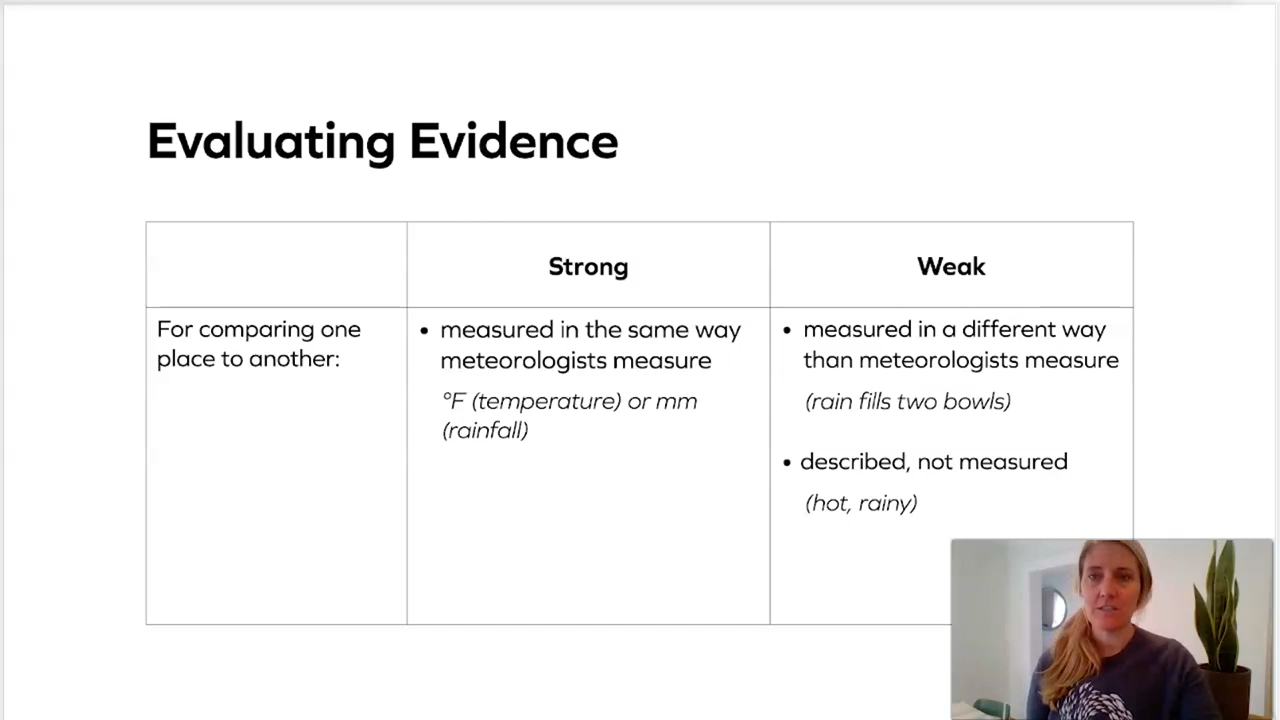 Evaluating Evidence
Strong
Weak
For comparing one
place to another:
• measured in the same way
meteorologists measure
°F (temperature) or mm
(rainfall)
• measured in a different way
than meteorologists measure
(rain fills two bowls)
• described, not measured
(hot, rainy)